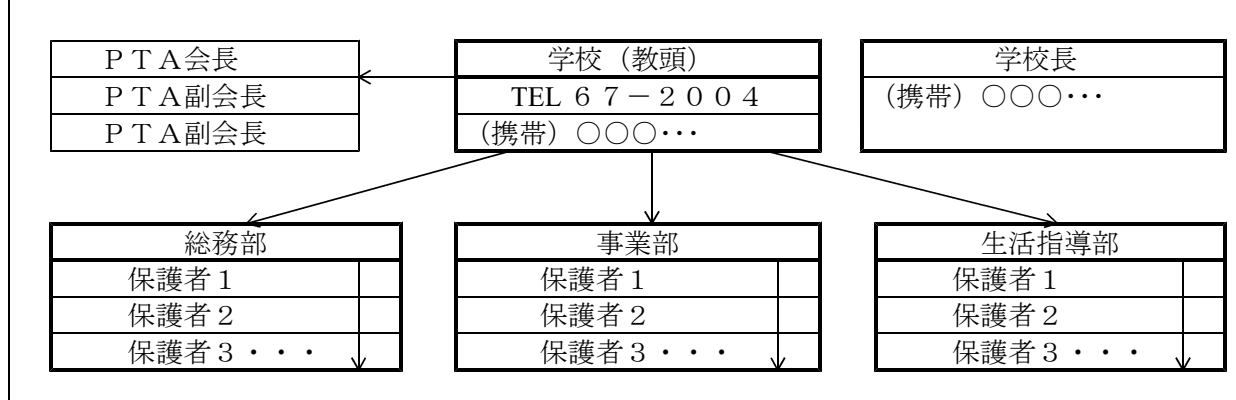 ＰＴＡ会長
ＰＴＡ副会長
ＰＴＡ副会長
学校（教頭）
TEL ６７－２００４
（携帯）○○○･･･
学校長
（携帯）○○○･･･
総務部
保護者１
保護者２
保護者３・・・
事業部
保護者１
保護者２
保護者３・・・
生活指導部
保護者１
保護者２
保護者３・・・